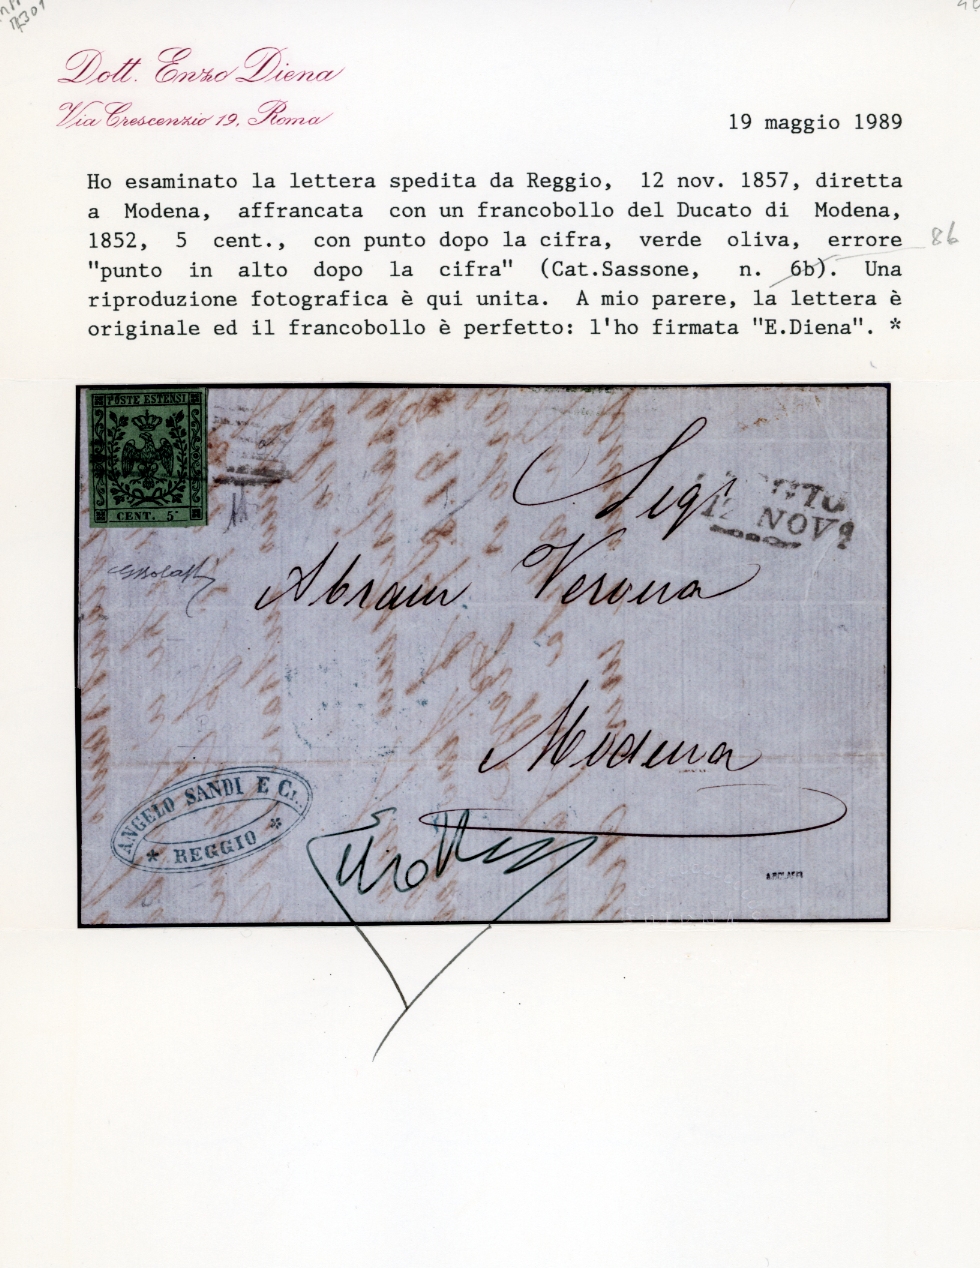 Dott. Enzo Diena
Via Crescenzio 19, Roma
19 maggio 1989
Ho esaminato la lettera spedita da Reggio, 12 nov. 1857, diretta
a Modena, affrancata con un francobollo del Ducato di Modena,
1852, 5 cent., con punto dopo la cifra, verde oliva, errore
"punto in alto dopo la cifra" (Cat.Sassone, n. 6b). Una
86
riproduzione fotografica è qui unita. A mio parere, la lettera è
originale ed il francobollo è perfetto: l'ho firmata "E.Diena". *
POSTE ESTENSI
CENT. 5·
Sigr
12 NOV
Abram Verona
Modena
ANGELO SANDI E C.
* REGGIO *